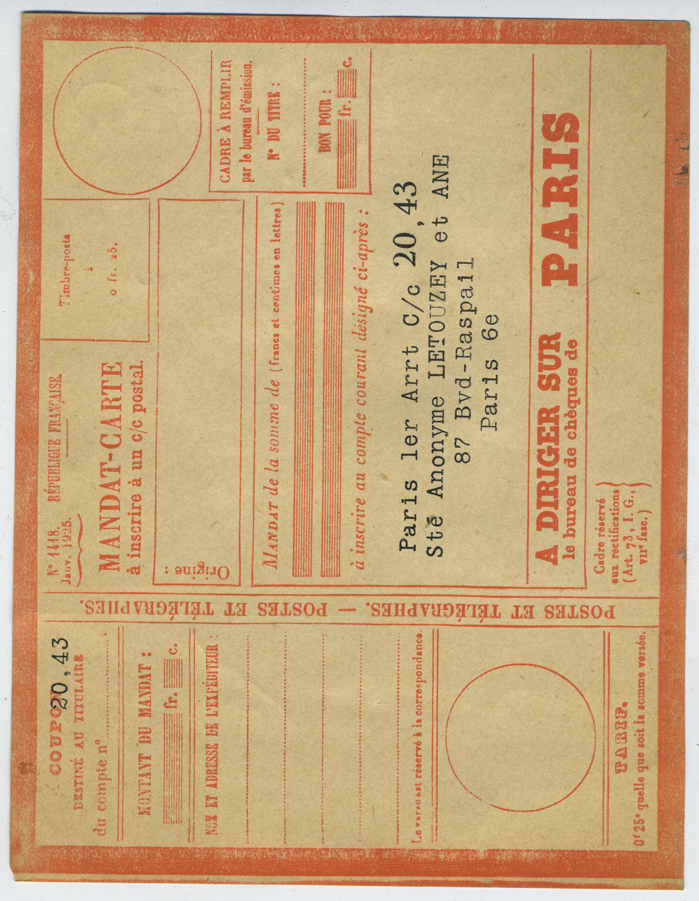 COUPON
20,43
DESTINÉ AU TITULAIRE
du compte n°
MONTANT DU MANDAT :
fr. c.
NOM ET ADRESSE DE L'EXPÉDITEUR :
Le verso est réservé à la correspondance.
TARIF.
0f25c quelle que soit la somme versée.
POSTES ET TÉLÉGRAPHES. — POSTES ET TÉLÉGRAPHES.
N° 1418.
Janv. 1925.
RÉPUBLIQUE FRANÇAISE.
MANDAT-CARTE
à inscrire à un c/c postal.
Timbre-poste
à
0 fr. 25.
Origine :
CADRE À REMPLIR
par le bureau d'émission.
N° DU TITRE :
BON POUR :
fr. c.
MANDAT de la somme de (francs et centimes en lettres)
à inscrire au compte courant désigné ci-après :
Paris 1er Arrt C/c 20,43
Sté Anonyme LETOUZEY et ANE
87 Bvd-Raspail
Paris 6e
A DIRIGER SUR
le bureau de chèques de
PARIS
Cadre réservé
aux rectifications
(Art. 73, I. G.,
VIIe fasc.)